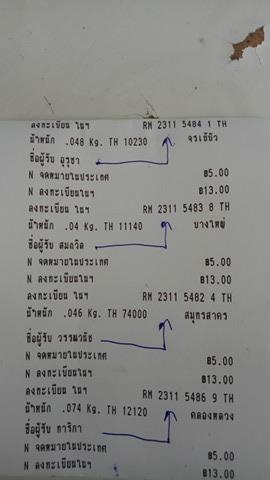 ลงทะเบียน ในฯ RM 2311 5484 1 TH
น้ำหนัก .048 Kg. TH 10230 จรเข้บัว
ชื่อผู้รับ อุรุชา
N จดหมายในประเทศ ฿5.00
N ลงทะเบียนในฯ ฿13.00
ลงทะเบียน ในฯ RM 2311 5483 8 TH
น้ำหนัก .04 Kg. TH 11140 บางใหญ่
ชื่อผู้รับ สมถวิล
N จดหมายในประเทศ ฿5.00
N ลงทะเบียนในฯ ฿13.00
ลงทะเบียน ในฯ RM 2311 5482 4 TH
น้ำหนัก .046 Kg. TH 74000 สมุทรสาคร
ชื่อผู้รับ วรรณวนัช
N จดหมายในประเทศ ฿5.00
N ลงทะเบียนในฯ ฿13.00
ลงทะเบียน ในฯ RM 2311 5486 9 TH
น้ำหนัก .074 Kg. TH 12120 คลองหลวง
ชื่อผู้รับ ทาริกา
N จดหมายในประเทศ ฿5.00
N ลงทะเบียนในฯ ฿13.00